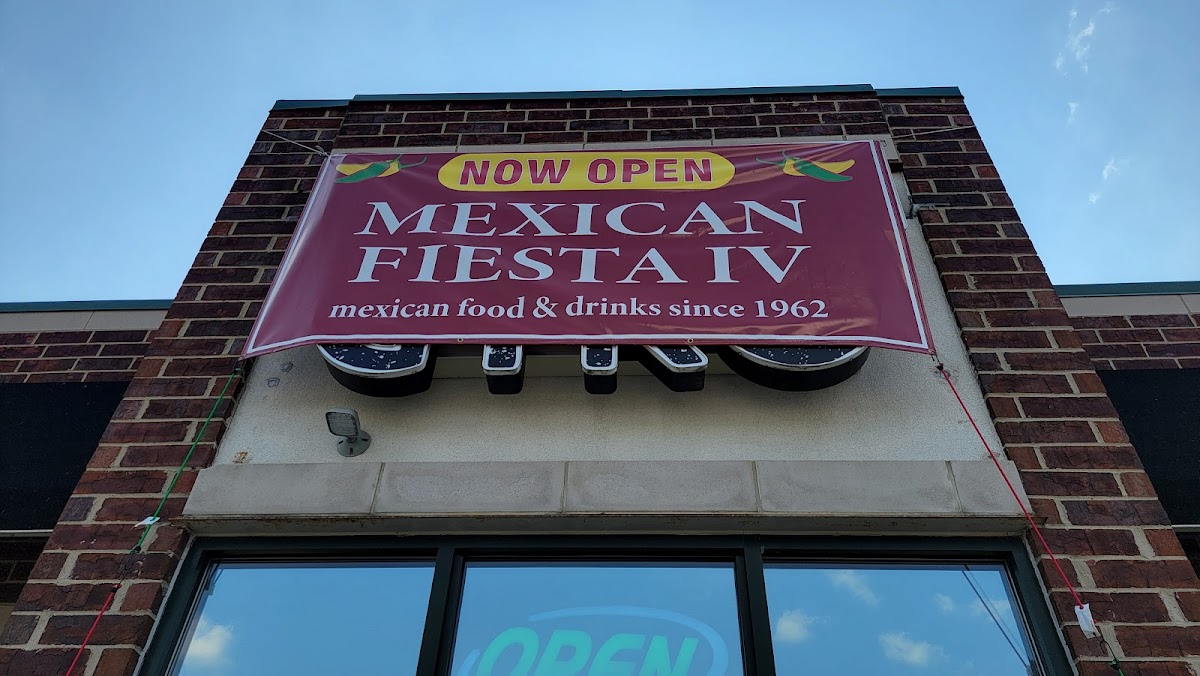 NOW OPEN
MEXICAN
FIESTA IV
mexican food & drinks since 1962
OPEN